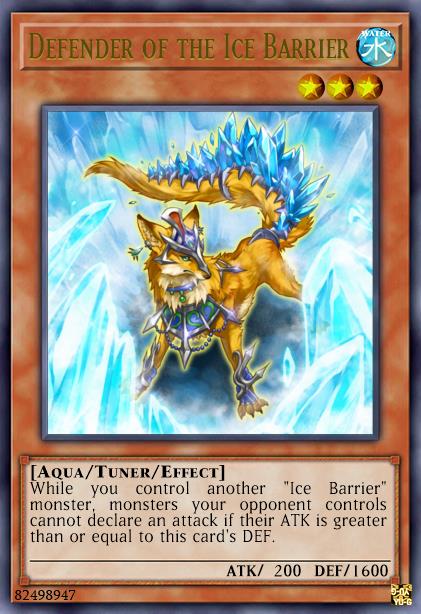 DEFENDER OF THE ICE BARRIER
WATER
水
[AQUA/TUNER/EFFECT]
While you control another "Ice Barrier"
monster, monsters your opponent controls
cannot declare an attack if their ATK is greater
than or equal to this card's DEF.
ATK/ 200 DEF/1600
82498947